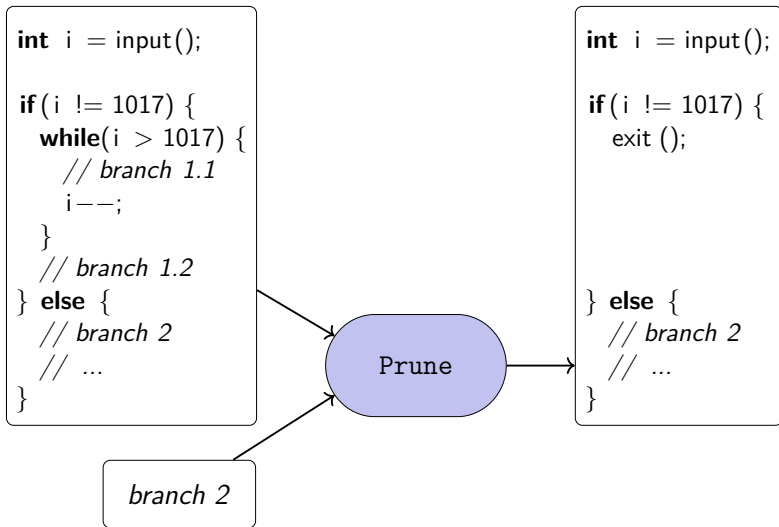 int i = input();
if(i != 1017) {
while(i > 1017) {
// branch 1.1
i−−;
}
// branch 1.2
} else {
// branch 2
// ...
}
branch 2
Prune
int i = input();
if(i != 1017) {
exit ();
} else {
// branch 2
// ...
}